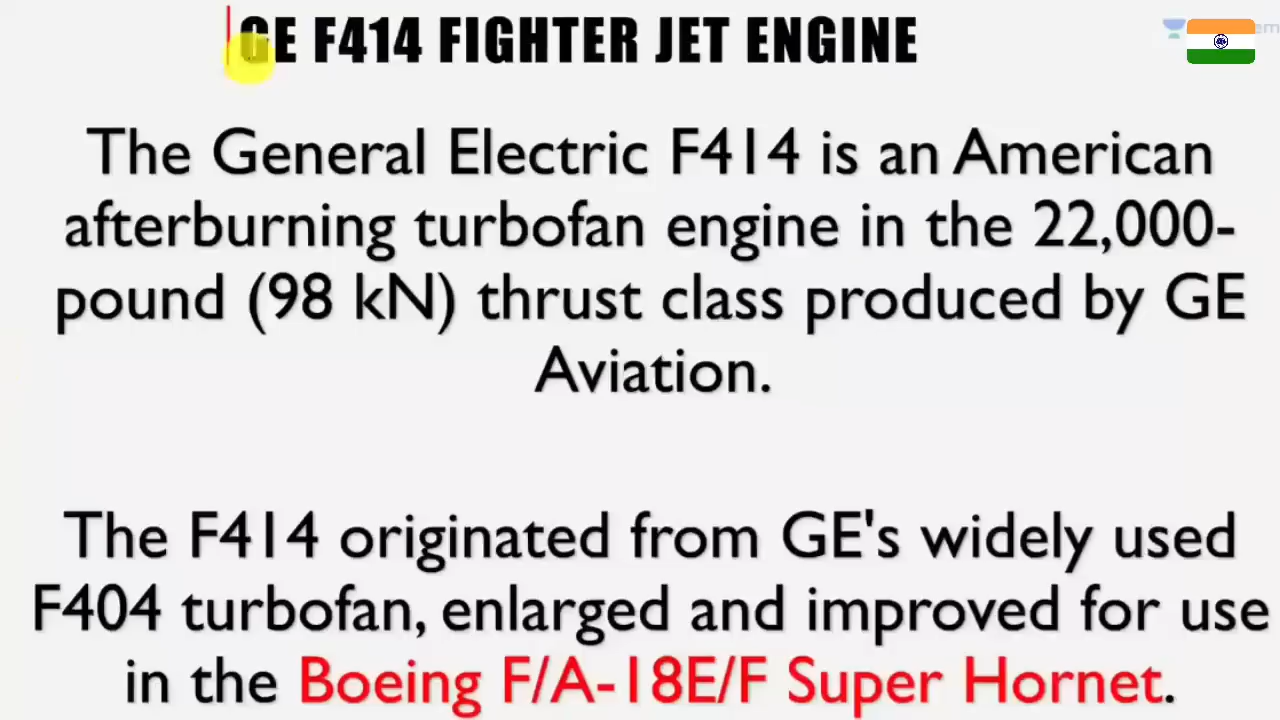 GE F414 FIGHTER JET ENGINE
The General Electric F414 is an American
afterburning turbofan engine in the 22,000-
pound (98 kN) thrust class produced by GE
Aviation.
The F414 originated from GE's widely used
F404 turbofan, enlarged and improved for use
in the Boeing F/A-18E/F Super Hornet.